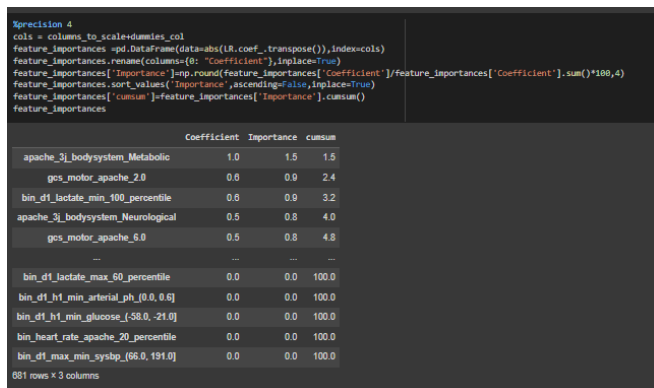 %precision 4
cols = columns_to_scale+dummies_col
feature_importances =pd.DataFrame(data=abs(LR.coef_.transpose()),index=cols)
feature_importances.rename(columns={0: "Coefficient"},inplace=True)
feature_importances['Importance']=np.round(feature_importances['Coefficient']/feature_importances['Coefficient'].sum()*100,4)
feature_importances.sort_values('Importance',ascending=False,inplace=True)
feature_importances['cumsum']=feature_importances['Importance'].cumsum()
feature_importances
Coefficient Importance cumsum
apache_3j_bodysystem_Metabolic 1.0 1.5 1.5
gcs_motor_apache_2.0 0.6 0.9 2.4
bin_d1_lactate_min_100_percentile 0.6 0.9 3.2
apache_3j_bodysystem_Neurological 0.5 0.8 4.0
gcs_motor_apache_6.0 0.5 0.8 4.8
... ... ... ...
bin_d1_lactate_max_60_percentile 0.0 0.0 100.0
bin_d1_h1_min_arterial_ph_(0.0, 0.6] 0.0 0.0 100.0
bin_d1_h1_min_glucose_(-58.0, -21.0] 0.0 0.0 100.0
bin_heart_rate_apache_20_percentile 0.0 0.0 100.0
bin_d1_max_min_sysbp_(66.0, 191.0] 0.0 0.0 100.0
681 rows × 3 columns